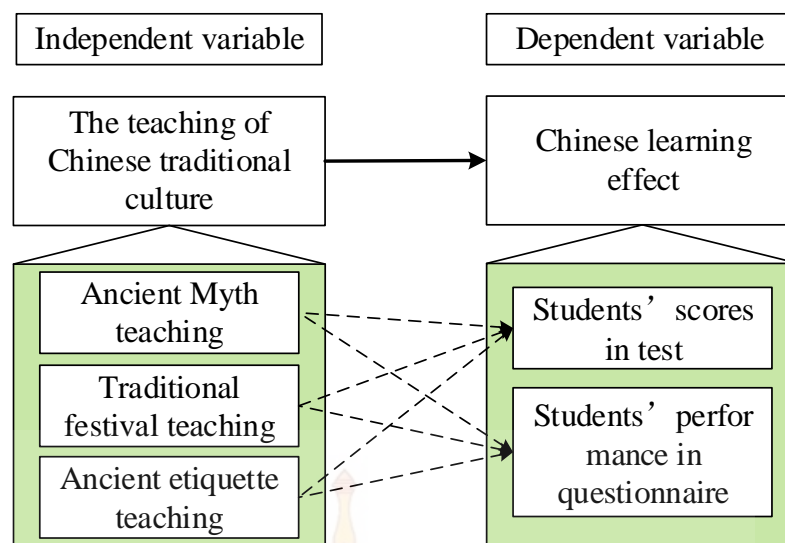 Independent variable
Dependent variable
The teaching of
Chinese traditional
culture
Chinese learning
effect
Ancient Myth
teaching
Traditional
festival teaching
Ancient etiquette
teaching
Students’ scores
in test
Students’ perfor
mance in
questionnaire